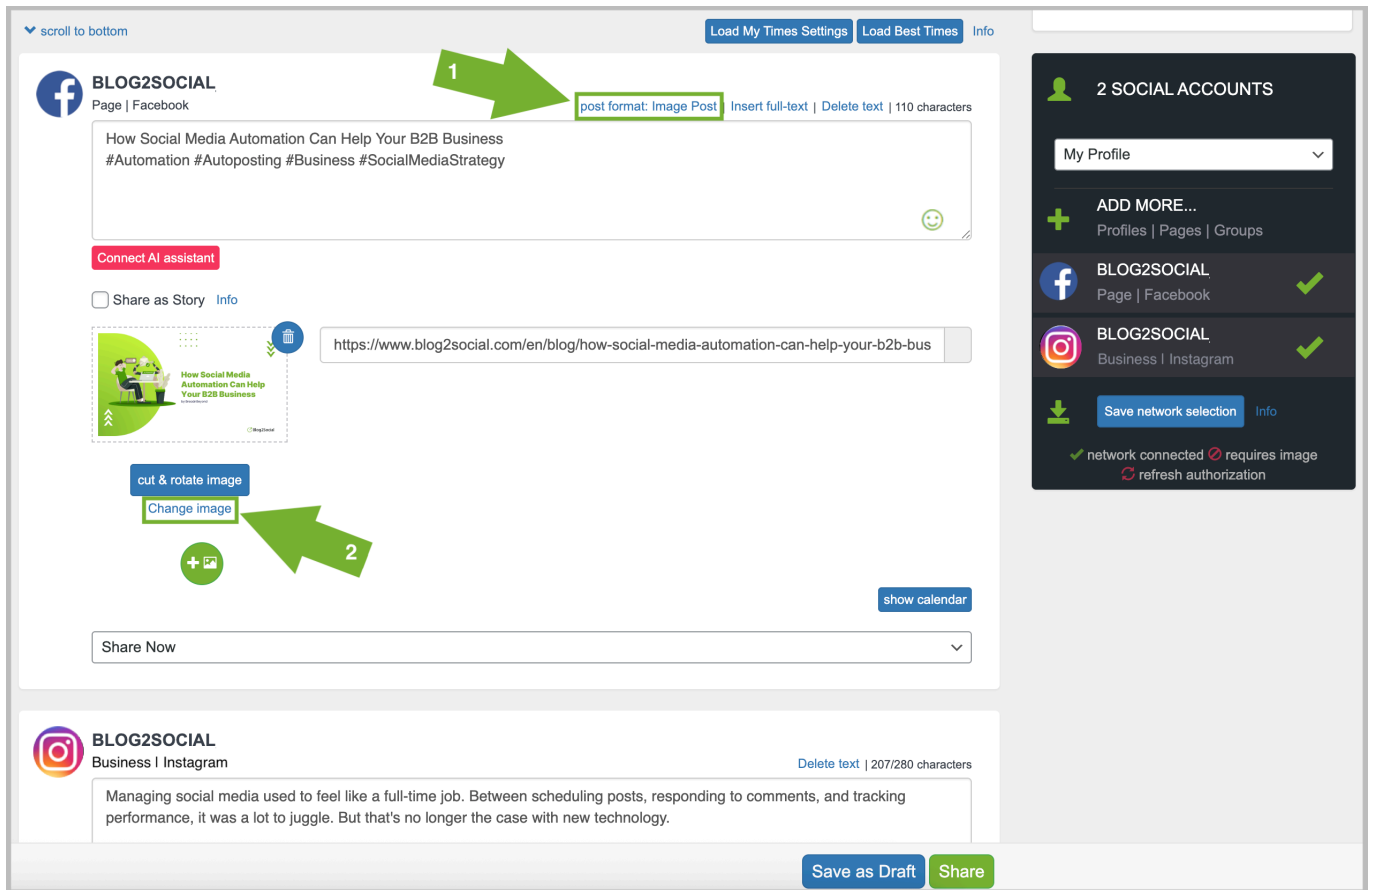 scroll to bottom
Load My Times Settings
Load Best Times
Info
1
BLOG2SOCIAL
Page | Facebook
post format: Image Post | Insert full-text | Delete text | 110 characters
How Social Media Automation Can Help Your B2B Business
#Automation #Autoposting #Business #SocialMediaStrategy
Connect AI assistant
Share as Story Info
How Social Media
Automation Can Help
Your B2B Business
Blog2Social
https://www.blog2social.com/en/blog/how-social-media-automation-can-help-your-b2b-bus
cut & rotate image
Change image
2
show calendar
Share Now
BLOG2SOCIAL
Business I Instagram
Delete text | 207/280 characters
Managing social media used to feel like a full-time job. Between scheduling posts, responding to comments, and tracking
performance, it was a lot to juggle. But that's no longer the case with new technology.
Save as Draft
Share
2 SOCIAL ACCOUNTS
My Profile
ADD MORE...
Profiles | Pages | Groups
BLOG2SOCIAL
Page | Facebook
BLOG2SOCIAL
Business I Instagram
Save network selection
Info
network connected requires image
refresh authorization